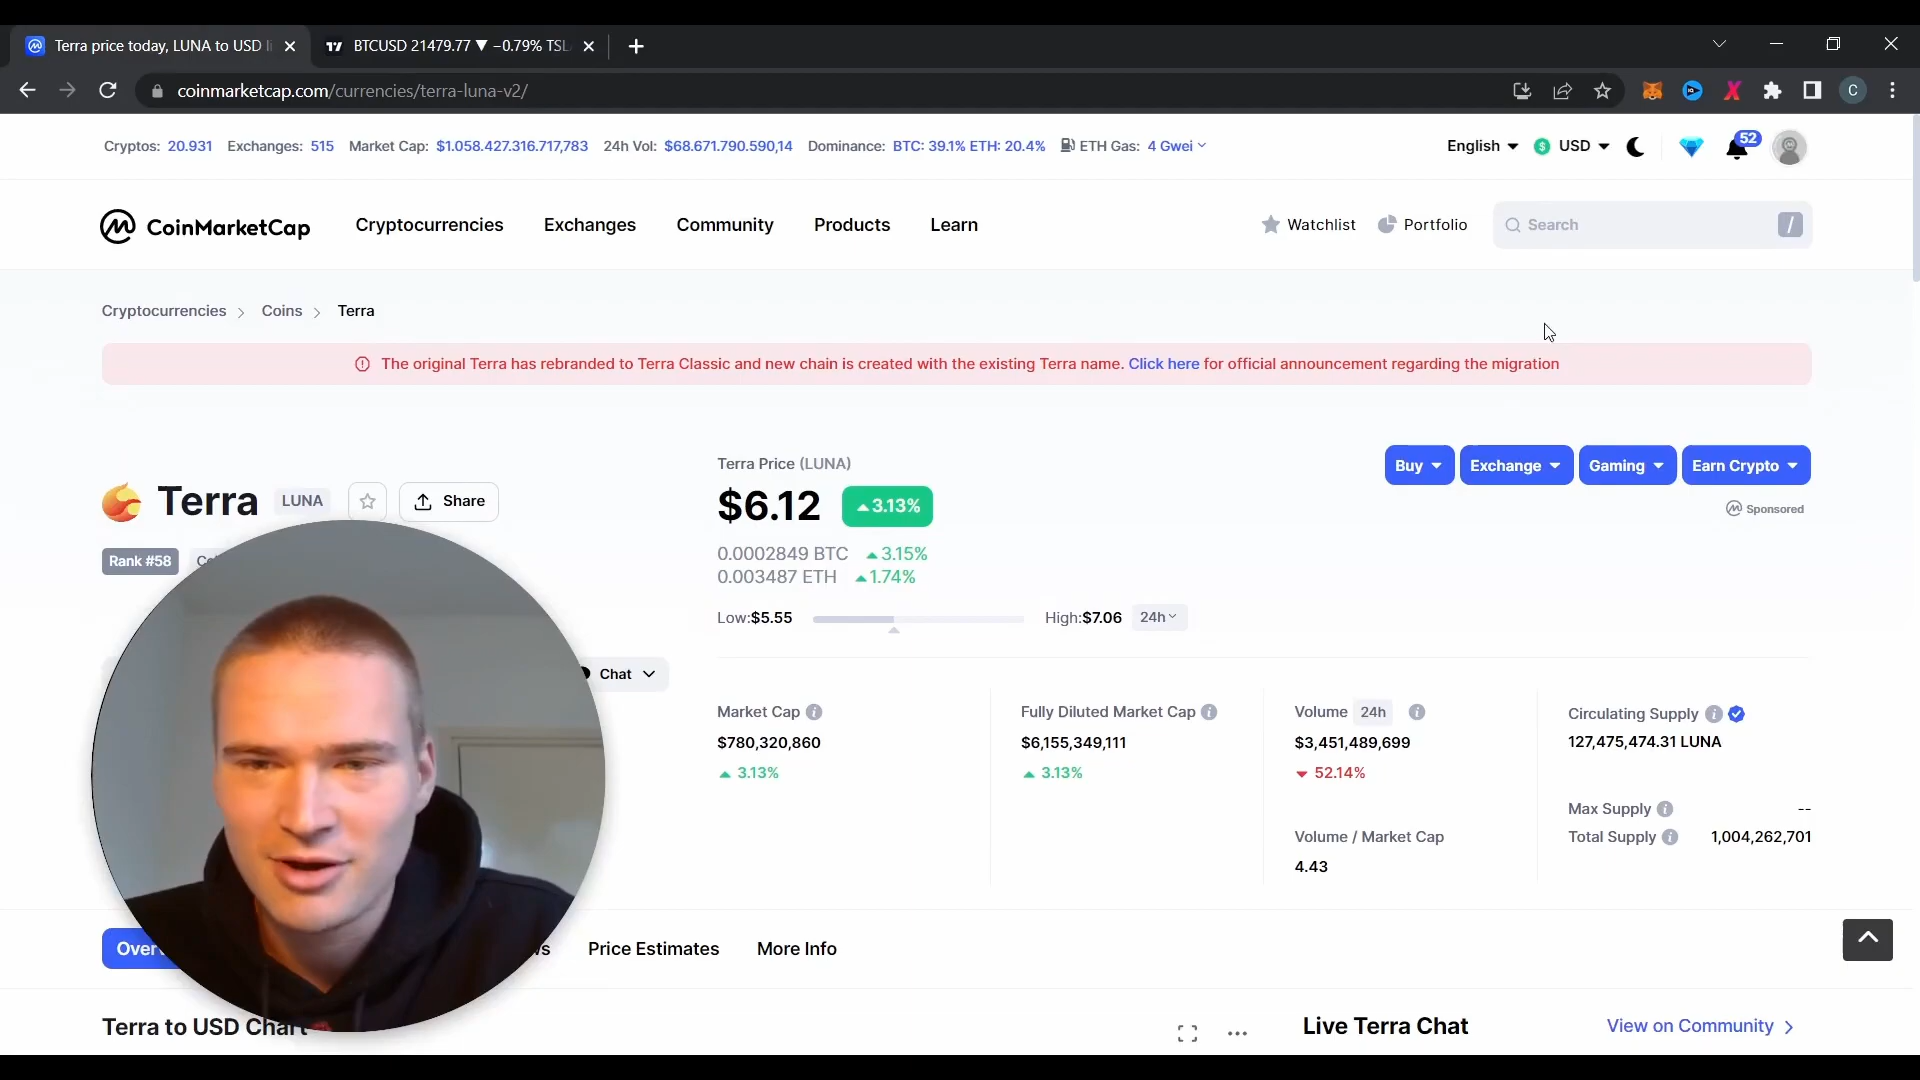 Terra price today, LUNA to USD li
BTCUSD 21479.77 ▼ −0.79% TSL
coinmarketcap.com/currencies/terra-luna-v2/
C
Cryptos: 20.931 Exchanges: 515 Market Cap: $1.058.427.316.717,783 24h Vol: $68.671.790.590,14 Dominance: BTC: 39.1% ETH: 20.4% ETH Gas: 4 Gwei
English USD 52
CoinMarketCap Cryptocurrencies Exchanges Community Products Learn Watchlist Portfolio Search /
Cryptocurrencies > Coins > Terra
The original Terra has rebranded to Terra Classic and new chain is created with the existing Terra name. Click here for official announcement regarding the migration
Terra LUNA Share
Rank #58
Terra Price (LUNA)
$6.12 3.13%
0.0002849 BTC 3.15%
0.003487 ETH 1.74%
Low:$5.55 High:$7.06 24h
Buy Exchange Gaming Earn Crypto
Sponsored
Chat
Market Cap
$780,320,860
3.13%
Fully Diluted Market Cap
$6,155,349,111
3.13%
Volume 24h
$3,451,489,699
52.14%
Volume / Market Cap
4.43
Circulating Supply
127,475,474.31 LUNA
Max Supply --
Total Supply 1,004,262,701
Price Estimates More Info
Terra to USD Chart
Live Terra Chat View on Community >